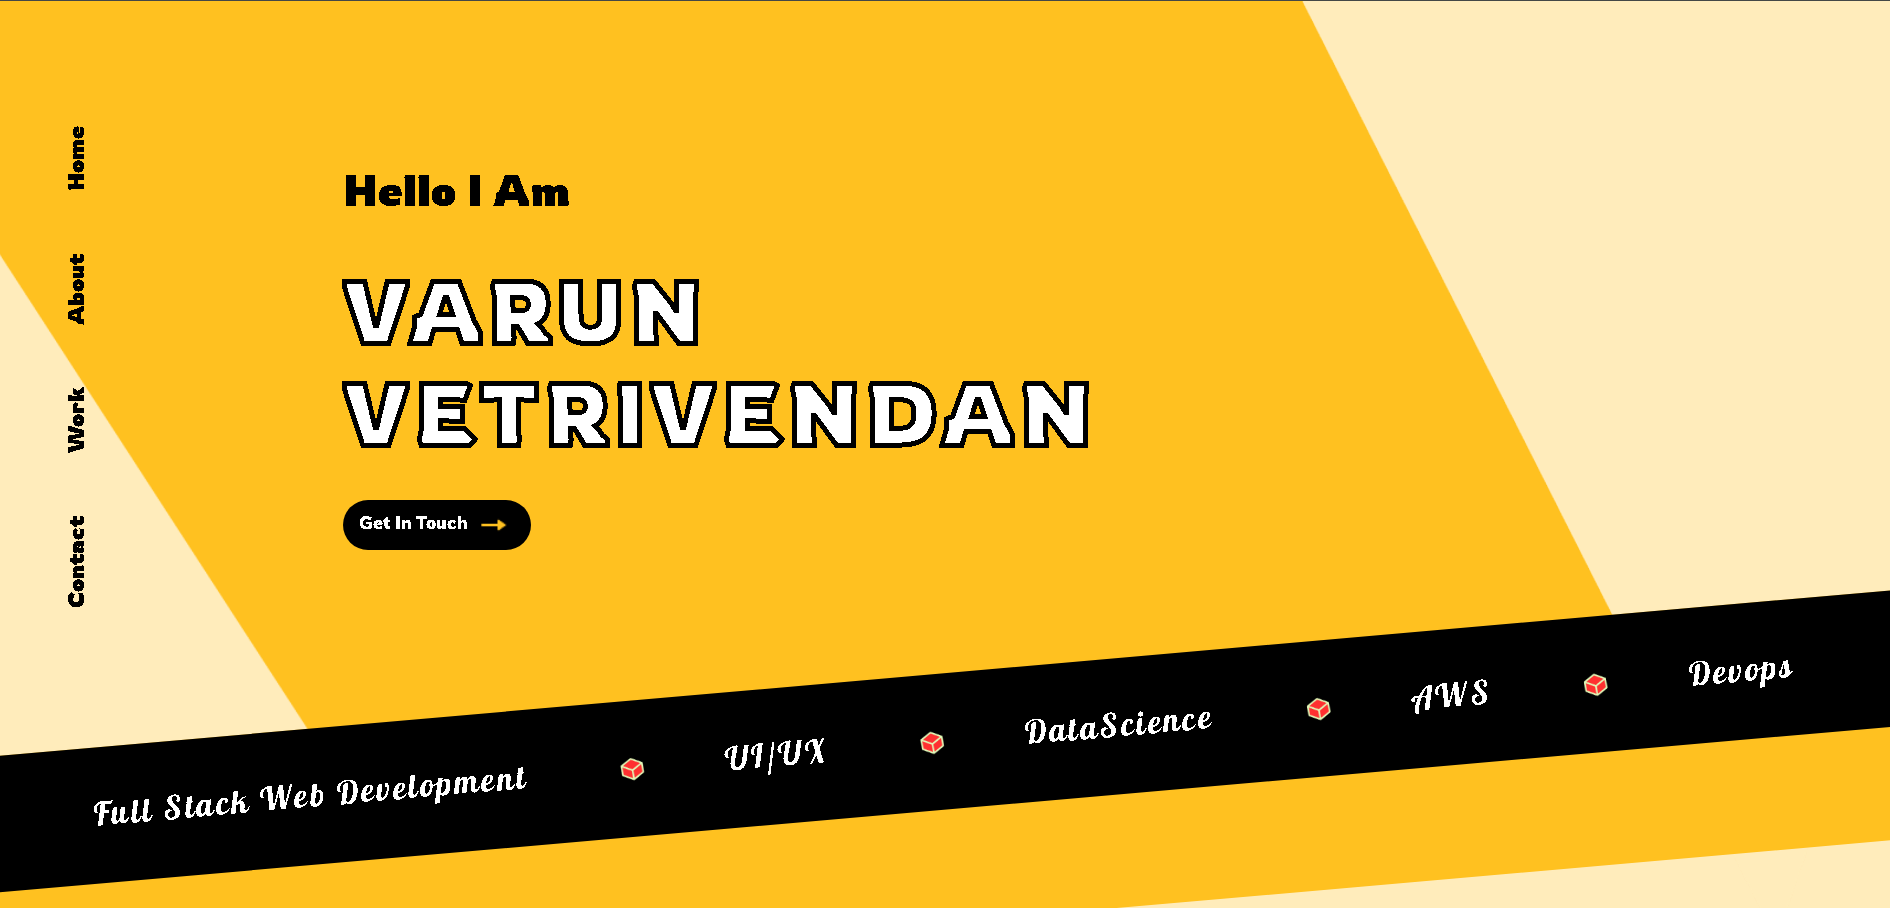 Home
About
Work
Contact
Hello I Am
VARUN
VETRIVENDAN
Get In Touch
Full Stack Web Development UI/UX DataScience AWS Devops